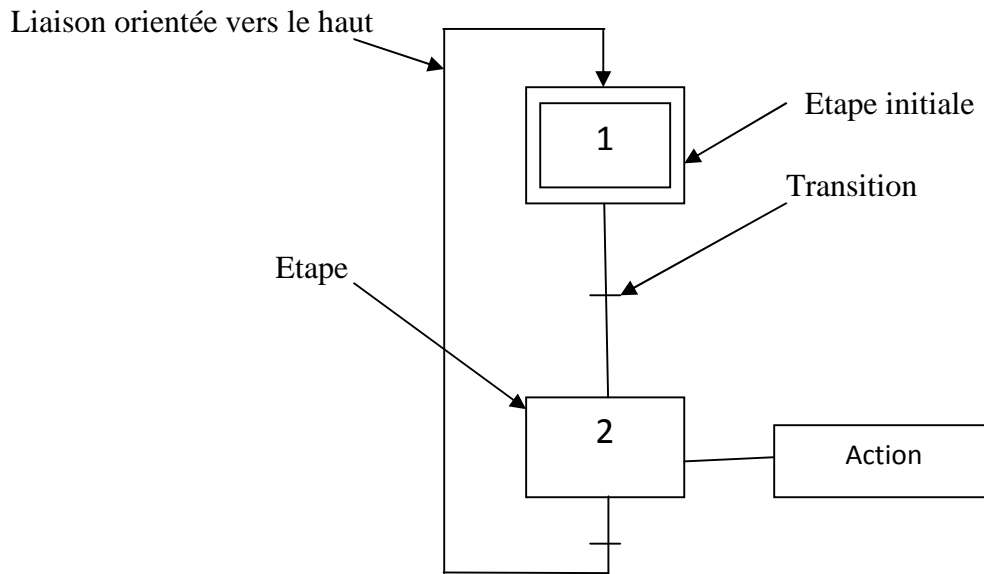 Liaison orientée vers le haut
1
Etape initiale
Transition
Etape
2
Action